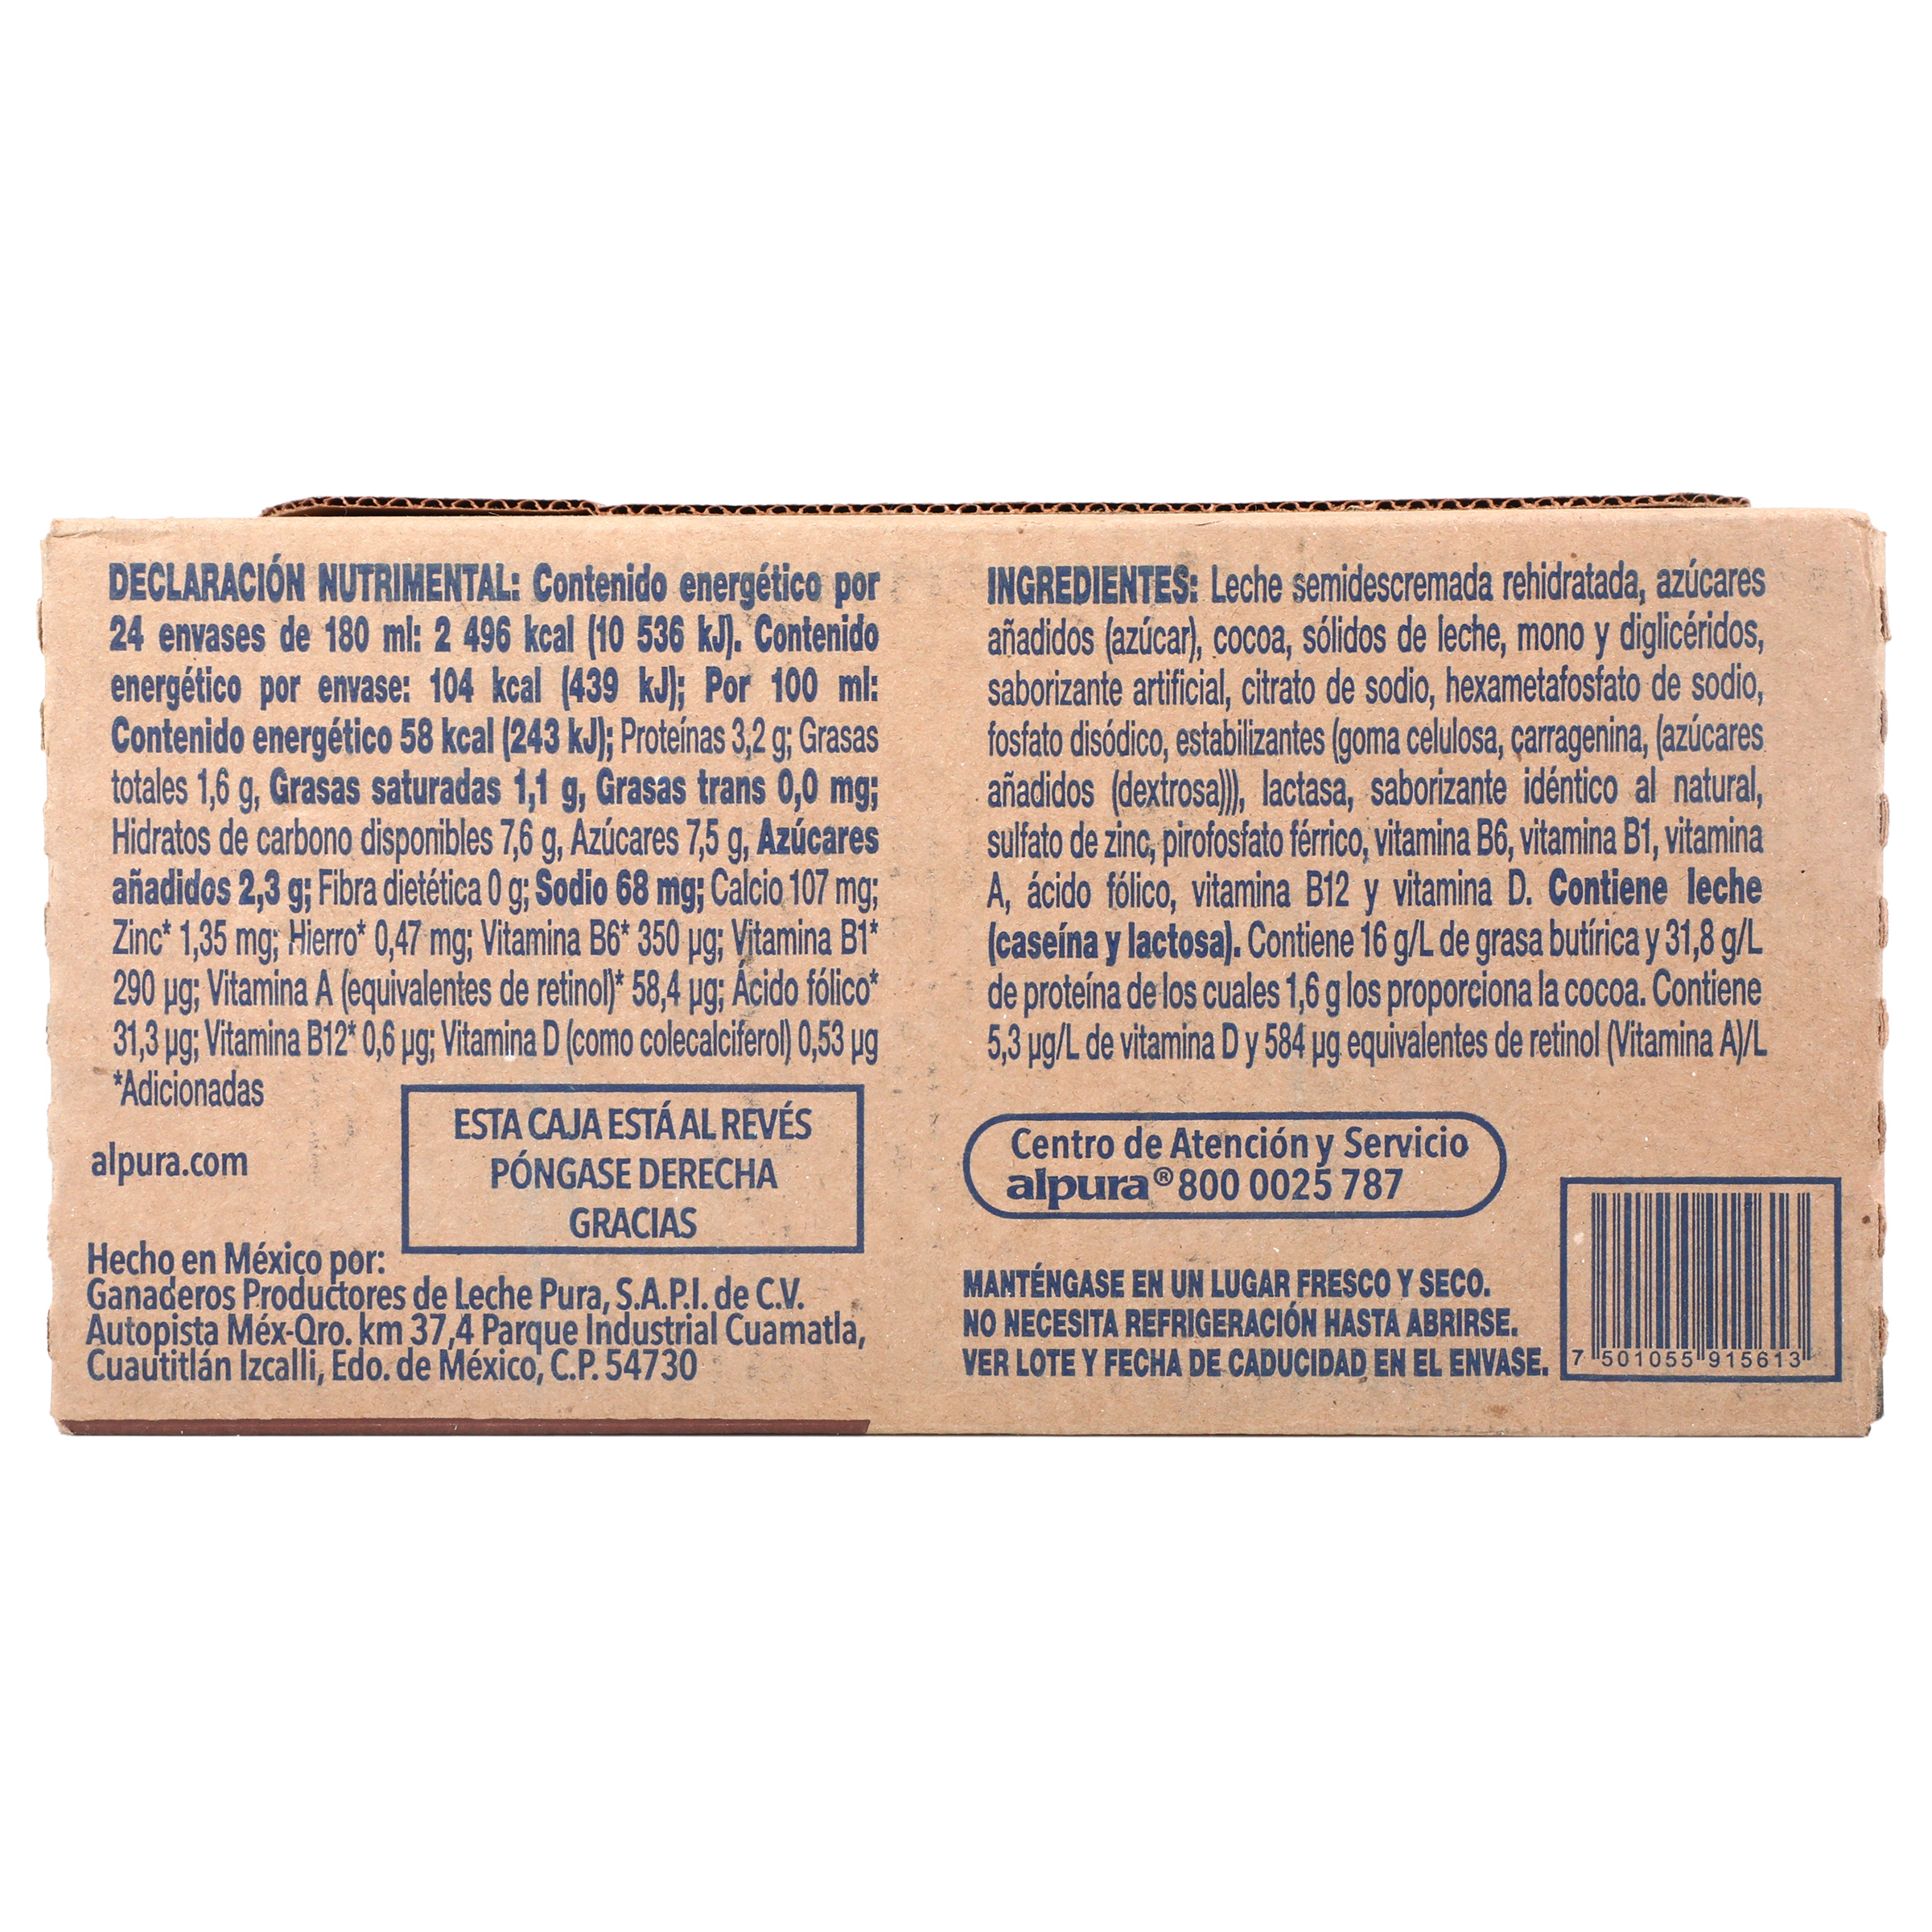 DECLARACIÓN NUTRIMENTAL: Contenido energético por
24 envases de 180 ml: 2 496 kcal (10 536 kJ). Contenido
energético por envase: 104 kcal (439 kJ); Por 100 ml:
Contenido energético 58 kcal (243 kJ); Proteínas 3,2 g; Grasas
totales 1,6 g, Grasas saturadas 1,1 g, Grasas trans 0,0 mg;
Hidratos de carbono disponibles 7,6 g, Azúcares 7,5 g, Azúcares
añadidos 2,3 g; Fibra dietética 0 g; Sodio 68 mg; Calcio 107 mg;
Zinc* 1,35 mg; Hierro* 0,47 mg; Vitamina B6* 350 µg; Vitamina B1*
290 µg; Vitamina A (equivalentes de retinol)* 58,4 µg; Ácido fólico*
31,3 µg; Vitamina B12* 0,6 µg; Vitamina D (como colecalciferol) 0,53 µg
*Adicionadas
ESTA CAJA ESTÁ AL REVÉS
PÓNGASE DERECHA
GRACIAS
alpura.com
Hecho en México por:
Ganaderos Productores de Leche Pura, S.A.P.I. de C.V.
Autopista Méx-Qro. km 37,4 Parque Industrial Cuamatla,
Cuautitlán Izcalli, Edo. de México, C.P. 54730
INGREDIENTES: Leche semidescremada rehidratada, azúcares
añadidos (azúcar), cocoa, sólidos de leche, mono y diglicéridos,
saborizante artificial, citrato de sodio, hexametafosfato de sodio,
fosfato disódico, estabilizantes (goma celulosa, carragenina, (azúcares
añadidos (dextrosa))), lactasa, saborizante idéntico al natural,
sulfato de zinc, pirofosfato férrico, vitamina B6, vitamina B1, vitamina
A, ácido fólico, vitamina B12 y vitamina D. Contiene leche
(caseína y lactosa). Contiene 16 g/L de grasa butírica y 31,8 g/L
de proteína de los cuales 1,6 g los proporciona la cocoa. Contiene
5,3 µg/L de vitamina D y 584 µg equivalentes de retinol (Vitamina A)/L
Centro de Atención y Servicio
alpura® 800 0025 787
MANTÉNGASE EN UN LUGAR FRESCO Y SECO.
NO NECESITA REFRIGERACIÓN HASTA ABRIRSE.
VER LOTE Y FECHA DE CADUCIDAD EN EL ENVASE.
7 501055 915613